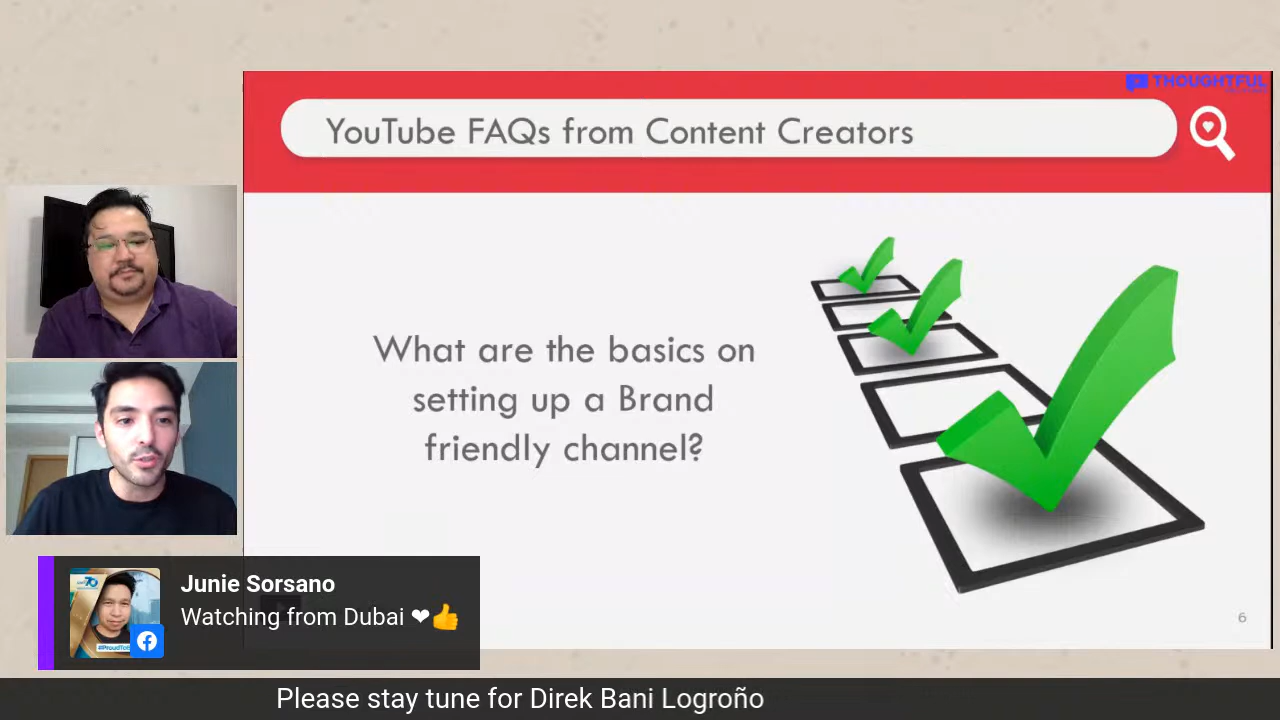 THOUGHTFUL
YouTube FAQs from Content Creators
What are the basics on
setting up a Brand
friendly channel?
Junie Sorsano
Watching from Dubai ❤👍
6
Please stay tune for Direk Bani Logroño